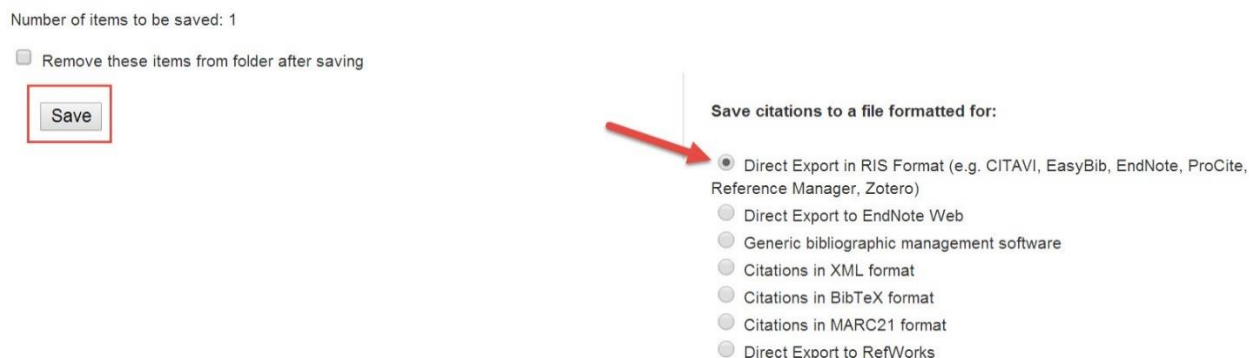 Number of items to be saved: 1
Remove these items from folder after saving
Save
Save citations to a file formatted for:
Direct Export in RIS Format (e.g. CITAVI, EasyBib, EndNote, ProCite,
Reference Manager, Zotero)
Direct Export to EndNote Web
Generic bibliographic management software
Citations in XML format
Citations in BibTeX format
Citations in MARC21 format
Direct Export to RefWorks